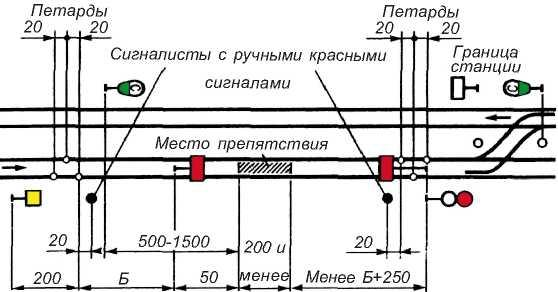 Петарды
20 20
Петарды
20 20
Сигналисты с ручными красными
сигналами
Граница
станции
С
С
Место препятствия
20
500-1500
200 и
менее
20
200
Б
50
Менее Б+250